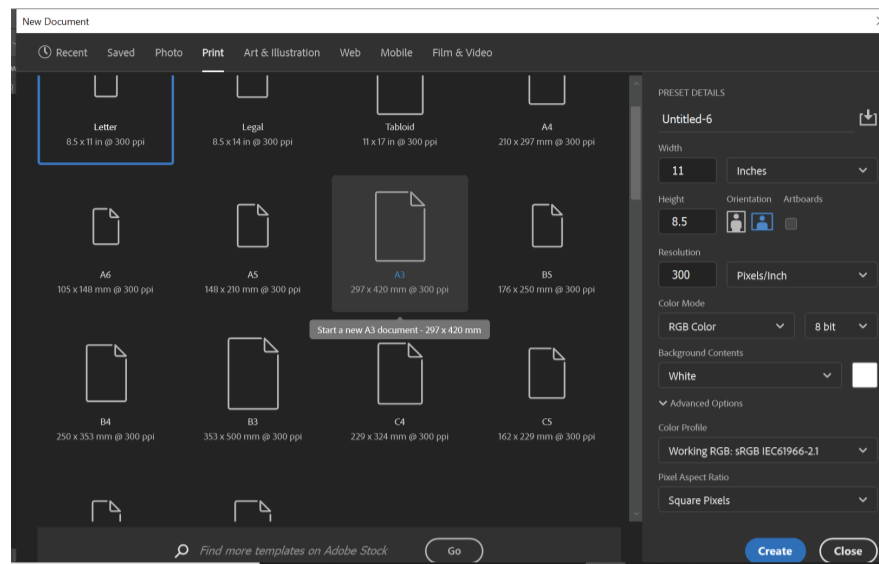 New Document
Recent Saved Photo Print Art & Illustration Web Mobile Film & Video
Letter
8.5 x 11 in @ 300 ppi
Legal
8.5 x 14 in @ 300 ppi
Tabloid
11 x 17 in @ 300 ppi
A4
210 x 297 mm @ 300 ppi
A6
105 x 148 mm @ 300 ppi
A5
148 x 210 mm @ 300 ppi
A3
297 x 420 mm @ 300 ppi
B5
176 x 250 mm @ 300 ppi
Start a new A3 document - 297 x 420 mm
B4
250 x 353 mm @ 300 ppi
B3
353 x 500 mm @ 300 ppi
C4
229 x 324 mm @ 300 ppi
C5
162 x 229 mm @ 300 ppi
Find more templates on Adobe Stock
Go
PRESET DETAILS
Untitled-6
Width
11 Inches
Height Orientation Artboards
8.5
Resolution
300 Pixels/Inch
Color Mode
RGB Color 8 bit
Background Contents
White
Advanced Options
Color Profile
Working RGB: sRGB IEC61966-2.1
Pixel Aspect Ratio
Square Pixels
Create Close